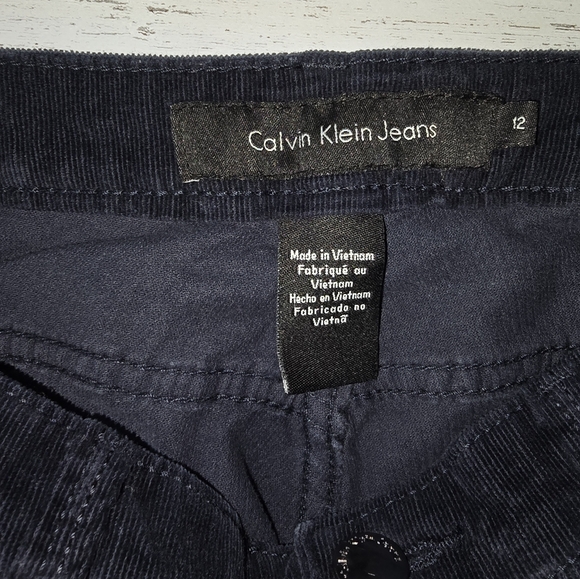 Calvin Klein Jeans
12
Made in Vietnam
Fabriqué au
Vietnam
Hecho en Vietnam
Fabricado no
Vietnã